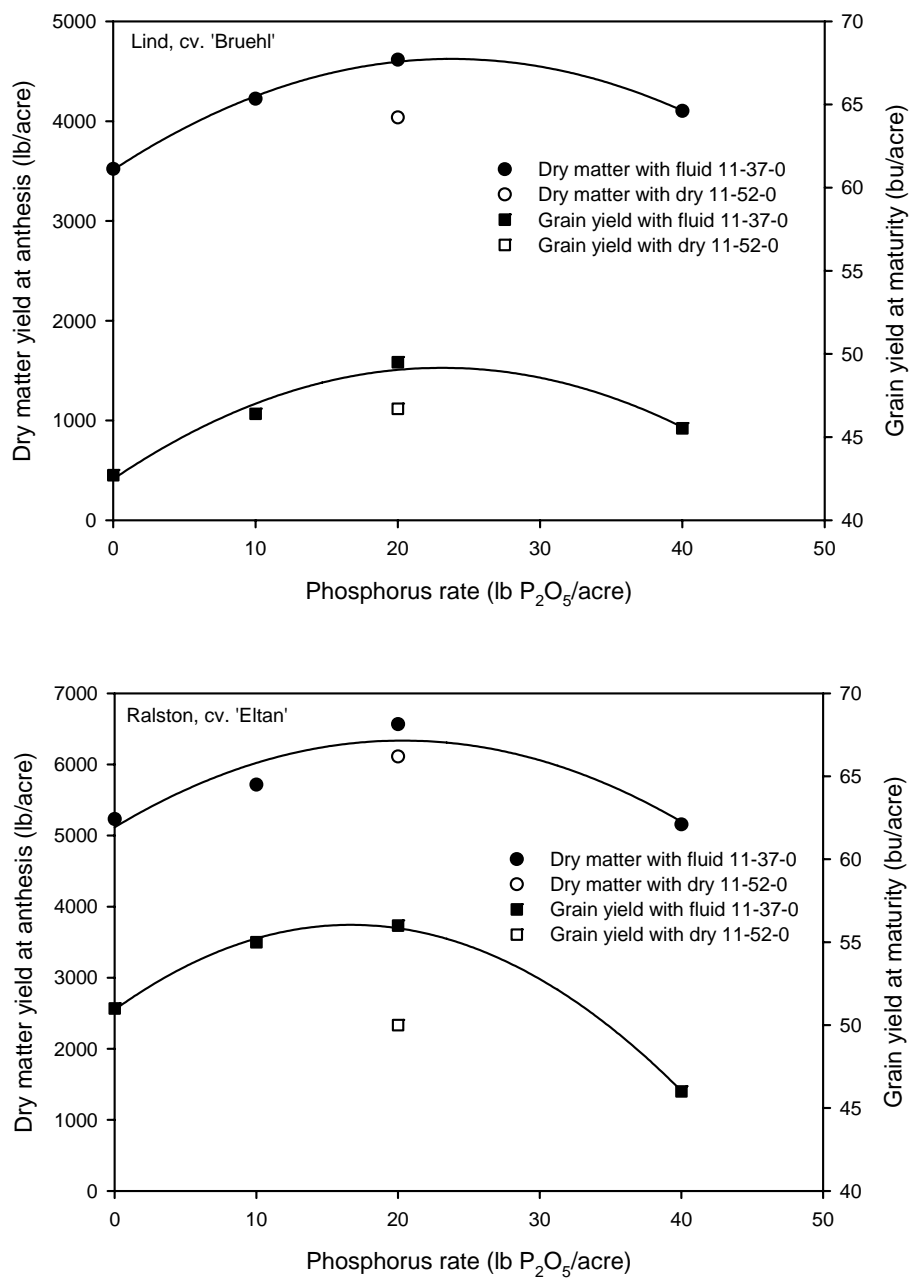 Lind, cv. 'Bruehl'
Dry matter yield at anthesis (lb/acre)
5000
4000
3000
2000
1000
0
Dry matter with fluid 11-37-0
Dry matter with dry 11-52-0
Grain yield with fluid 11-37-0
Grain yield with dry 11-52-0
70
65
60
55
50
45
40
Grain yield at maturity (bu/acre)
0 10 20 30 40 50
Phosphorus rate (lb P₂O₅/acre)
Ralston, cv. 'Eltan'
Dry matter yield at anthesis (lb/acre)
7000
6000
5000
4000
3000
2000
1000
0
Dry matter with fluid 11-37-0
Dry matter with dry 11-52-0
Grain yield with fluid 11-37-0
Grain yield with dry 11-52-0
70
65
60
55
50
45
40
Grain yield at maturity (bu/acre)
0 10 20 30 40 50
Phosphorus rate (lb P₂O₅/acre)